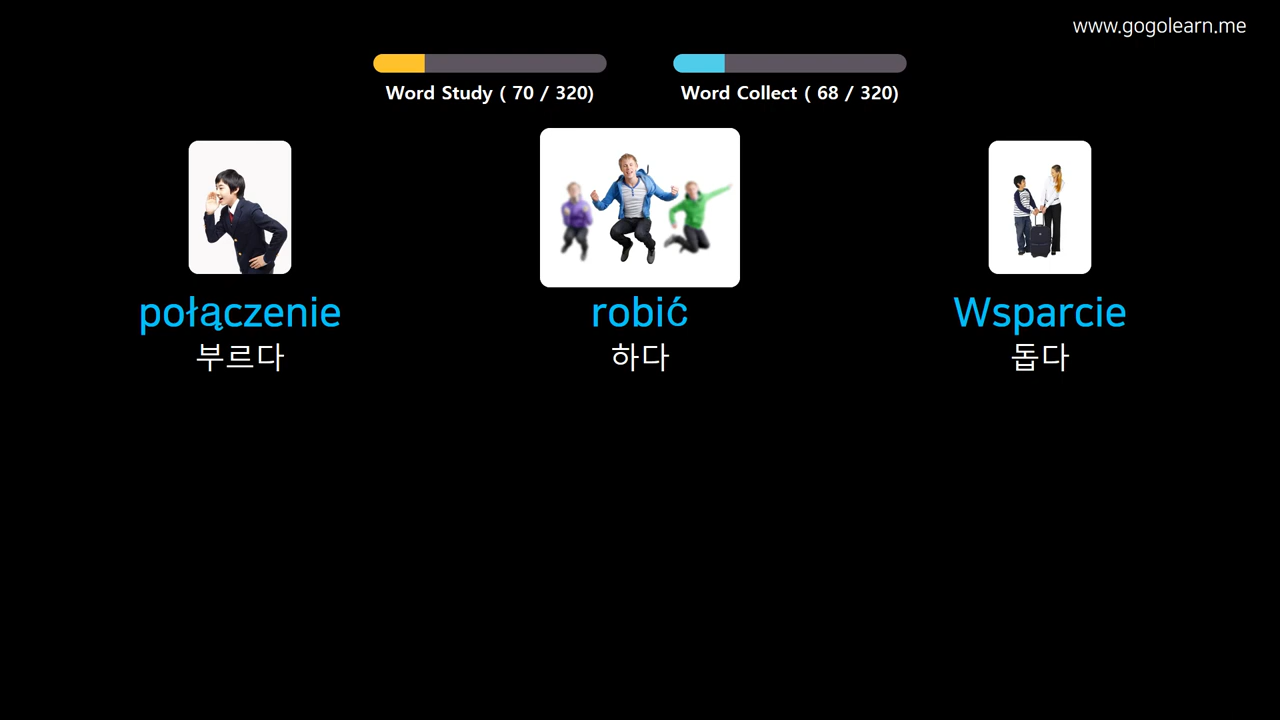 www.gogolearn.me
Word Study ( 70 / 320)
Word Collect ( 68 / 320)
połączenie
robić
Wsparcie
부르다
하다
돕다